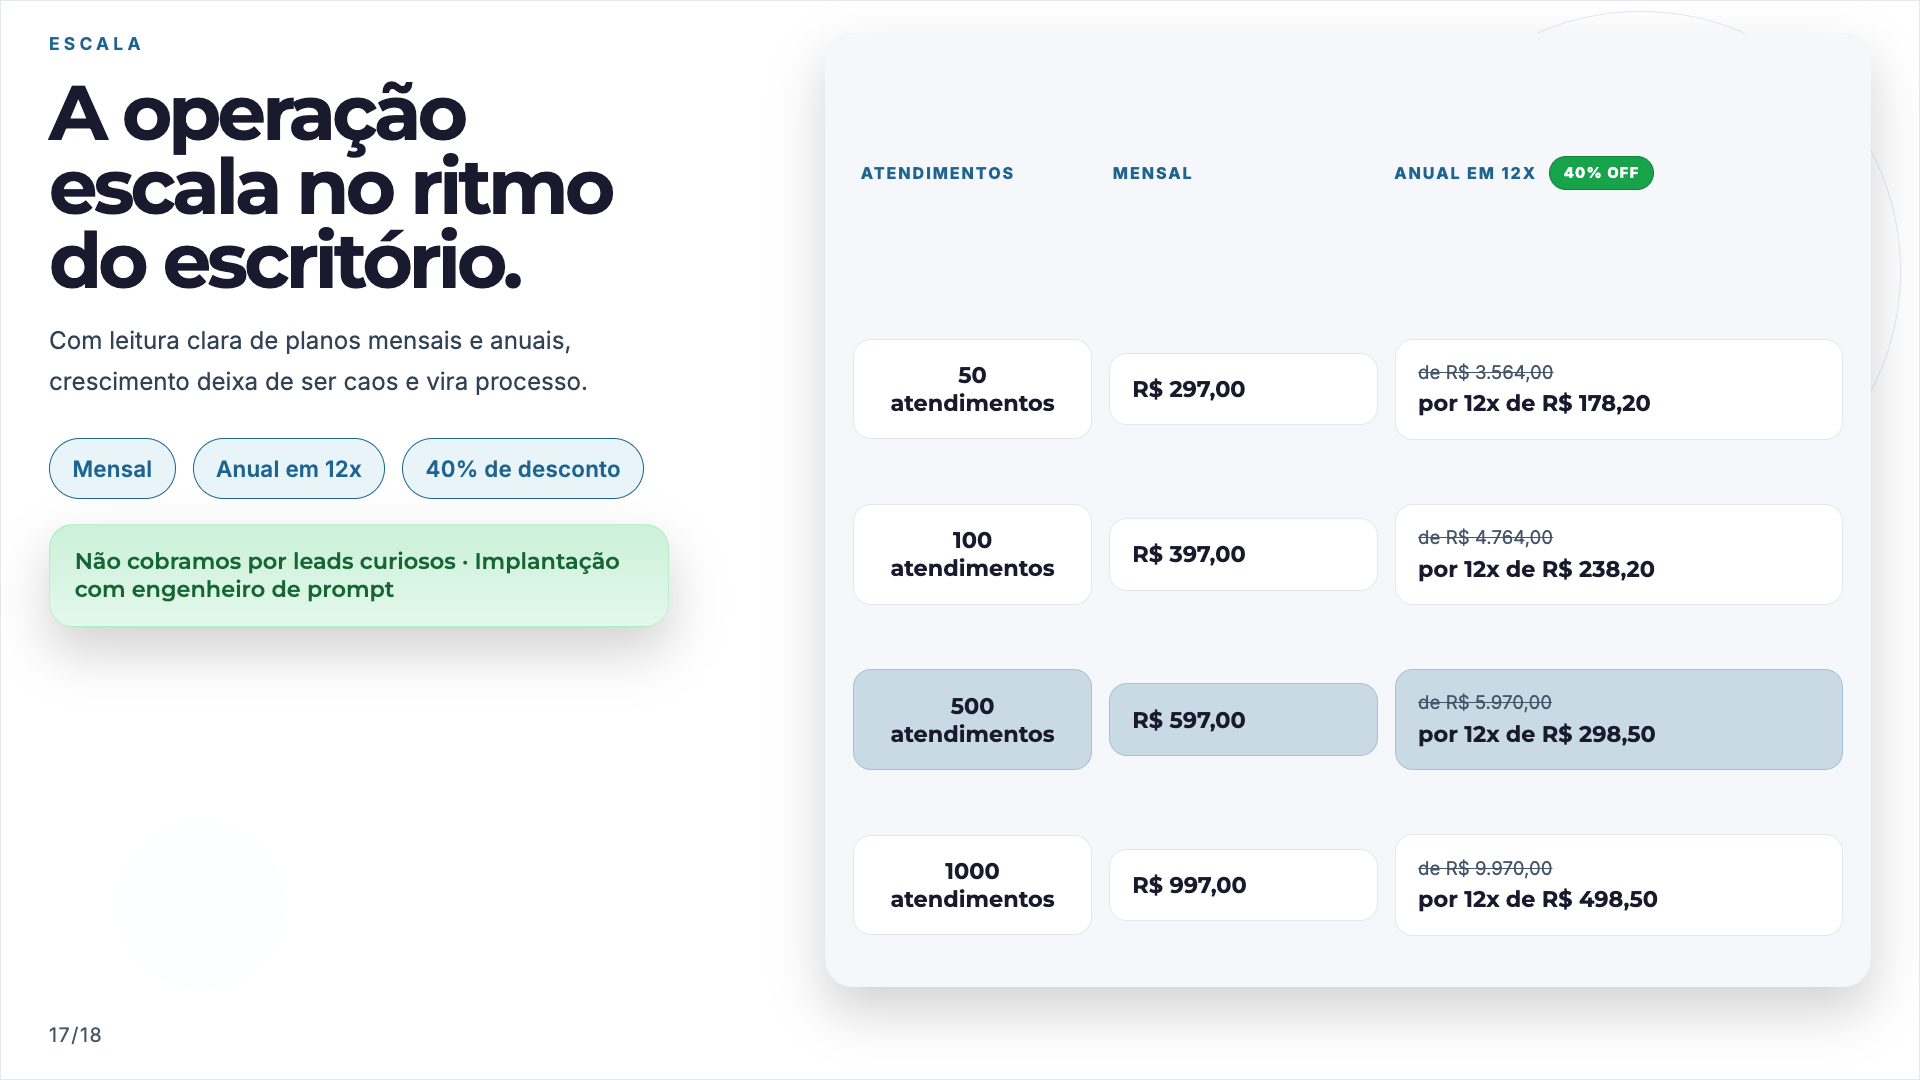 ESCALA
A operação
escala no ritmo
do escritório.
Com leitura clara de planos mensais e anuais,
crescimento deixa de ser caos e vira processo.
Mensal
Anual em 12x
40% de desconto
Não cobramos por leads curiosos · Implantação
com engenheiro de prompt
17/18
ATENDIMENTOS
MENSAL
ANUAL EM 12X
40% OFF
50
atendimentos
R$ 297,00
de R$ 3.564,00
por 12x de R$ 178,20
100
atendimentos
R$ 397,00
de R$ 4.764,00
por 12x de R$ 238,20
500
atendimentos
R$ 597,00
de R$ 5.970,00
por 12x de R$ 298,50
1000
atendimentos
R$ 997,00
de R$ 9.970,00
por 12x de R$ 498,50